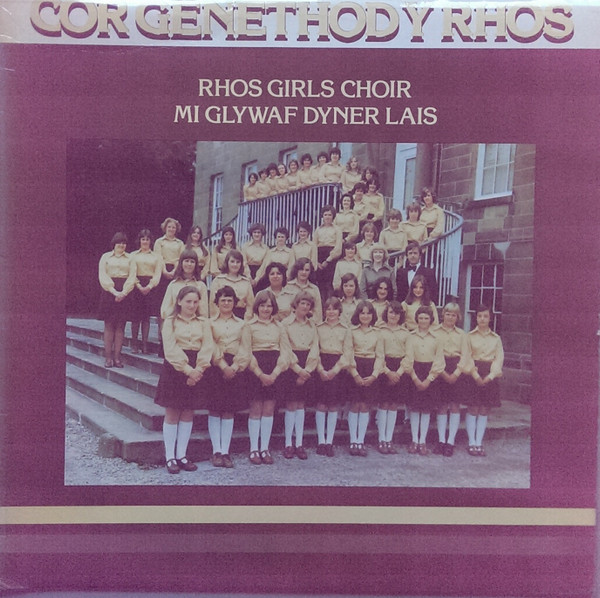 COR GENETHOD Y RHOS
RHOS GIRLS CHOIR
MI GLYWAF DYNER LAIS